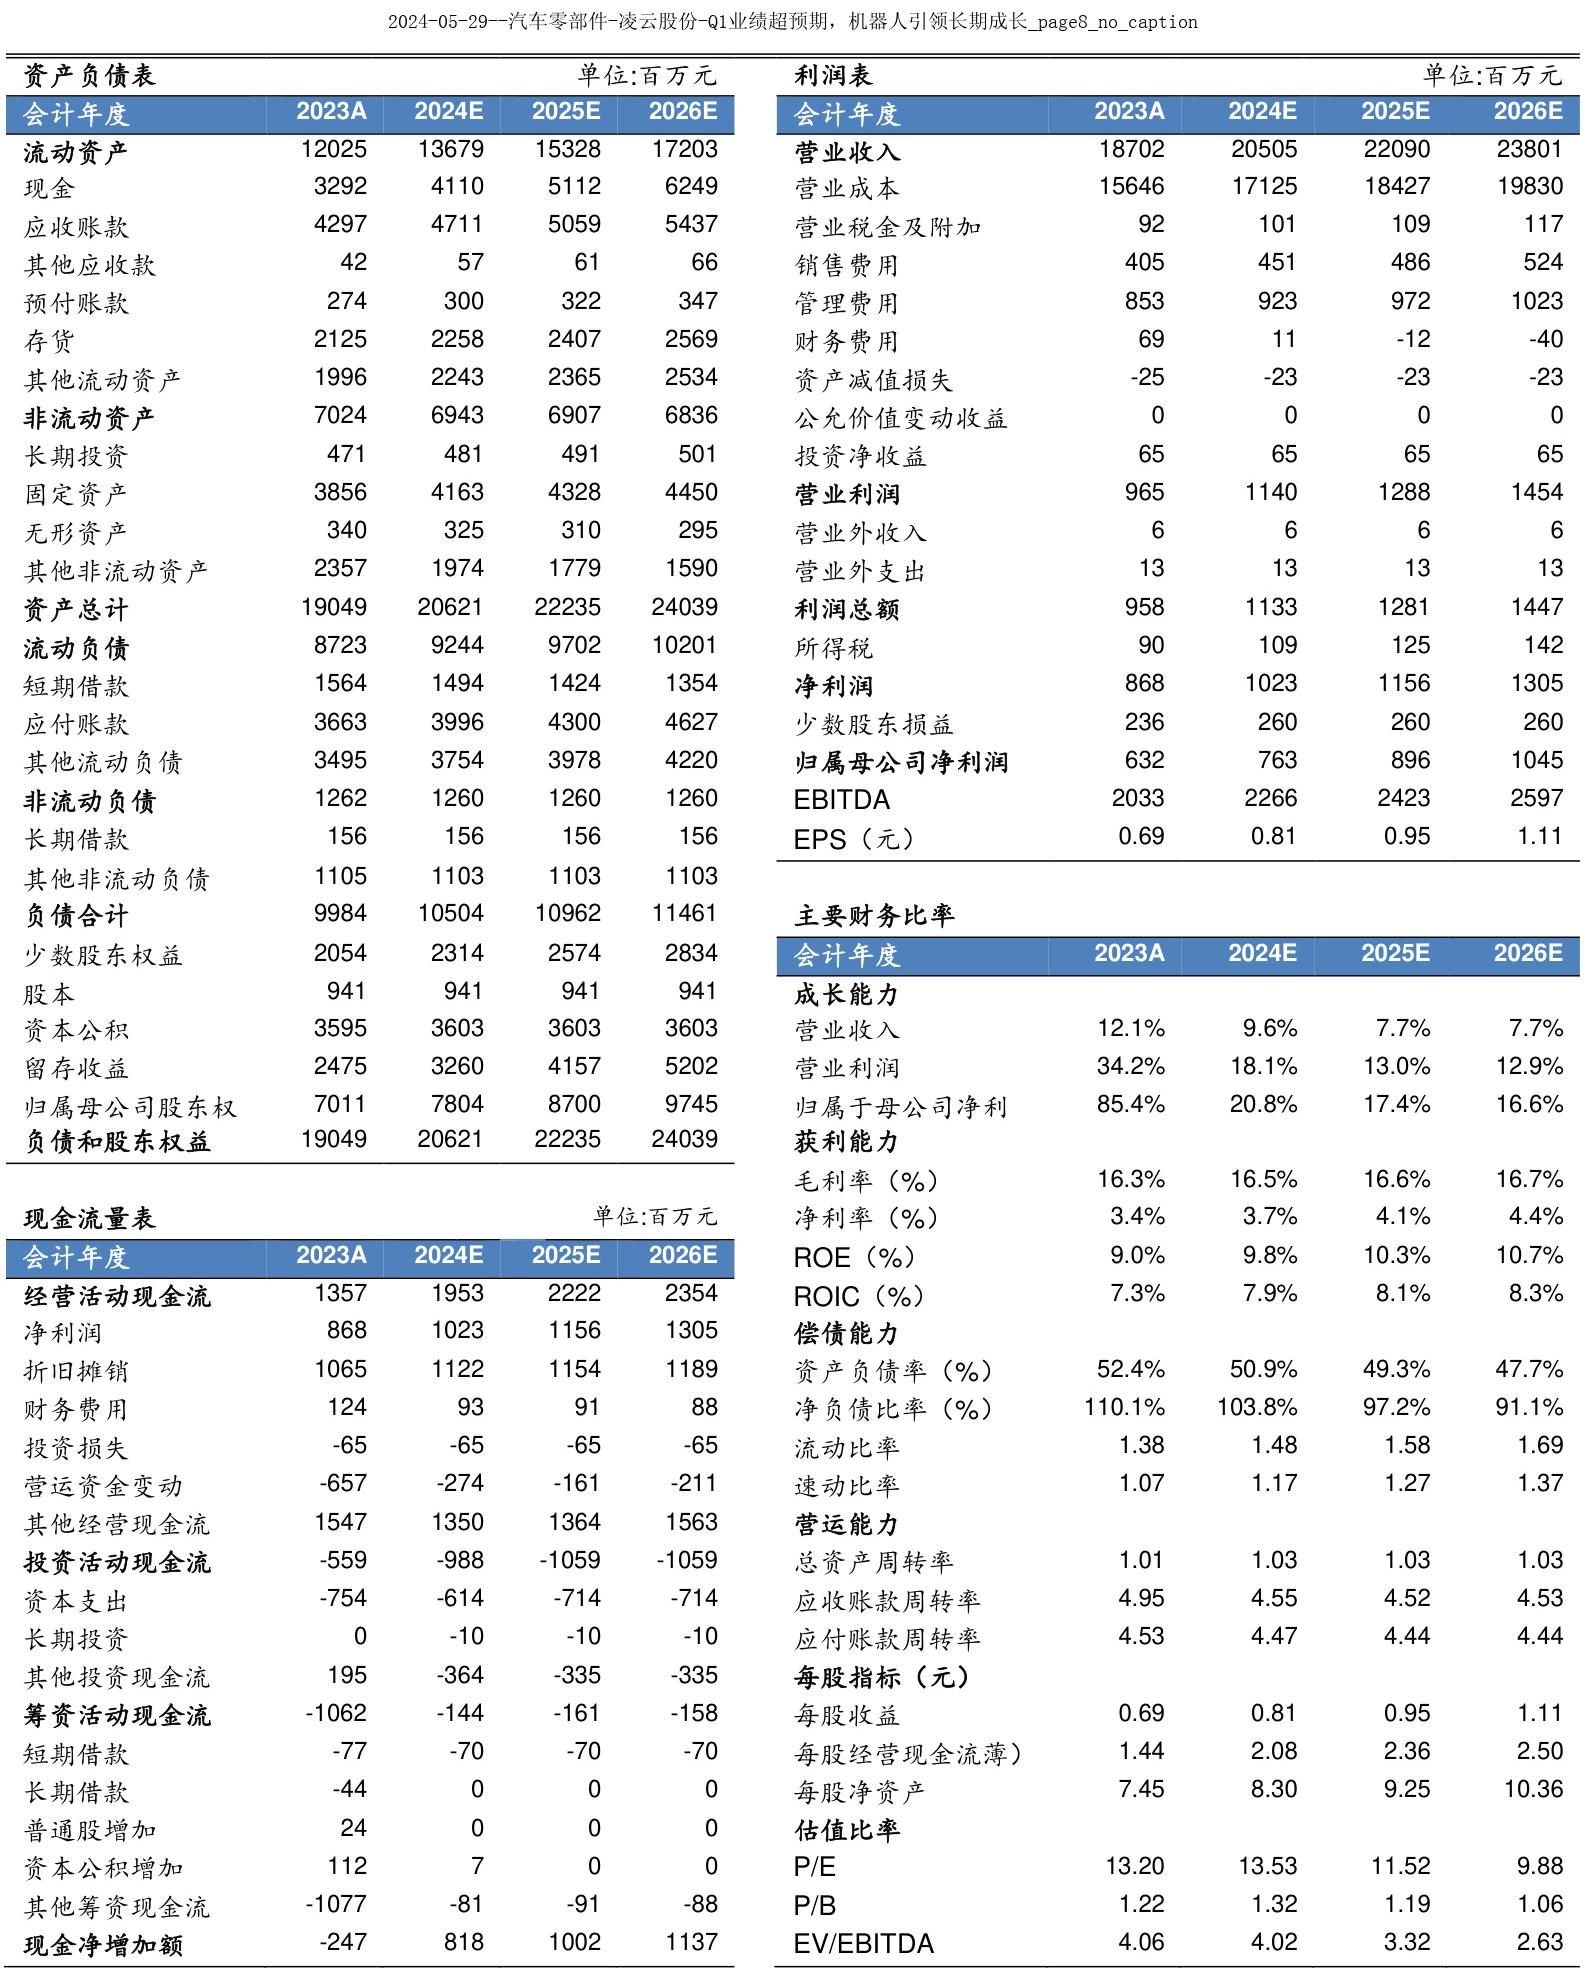 2024-05-29--汽车零部件-凌云股份-Q1业绩超预期，机器人引领长期成长_page8_no_caption
资产负债表 单位:百万元
会计年度 2023A 2024E 2025E 2026E
流动资产 12025 13679 15328 17203
现金 3292 4110 5112 6249
应收账款 4297 4711 5059 5437
其他应收款 42 57 61 66
预付账款 274 300 322 347
存货 2125 2258 2407 2569
其他流动资产 1996 2243 2365 2534
非流动资产 7024 6943 6907 6836
长期投资 471 481 491 501
固定资产 3856 4163 4328 4450
无形资产 340 325 310 295
其他非流动资产 2357 1974 1779 1590
资产总计 19049 20621 22235 24039
流动负债 8723 9244 9702 10201
短期借款 1564 1494 1424 1354
应付账款 3663 3996 4300 4627
其他流动负债 3495 3754 3978 4220
非流动负债 1262 1260 1260 1260
长期借款 156 156 156 156
其他非流动负债 1105 1103 1103 1103
负债合计 9984 10504 10962 11461
少数股东权益 2054 2314 2574 2834
股本 941 941 941 941
资本公积 3595 3603 3603 3603
留存收益 2475 3260 4157 5202
归属母公司股东权 7011 7804 8700 9745
负债和股东权益 19049 20621 22235 24039
现金流量表 单位:百万元
会计年度 2023A 2024E 2025E 2026E
经营活动现金流 1357 1953 2222 2354
净利润 868 1023 1156 1305
折旧摊销 1065 1122 1154 1189
财务费用 124 93 91 88
投资损失 -65 -65 -65 -65
营运资金变动 -657 -274 -161 -211
其他经营现金流 1547 1350 1364 1563
投资活动现金流 -559 -988 -1059 -1059
资本支出 -754 -614 -714 -714
长期投资 0 -10 -10 -10
其他投资现金流 195 -364 -335 -335
筹资活动现金流 -1062 -144 -161 -158
短期借款 -77 -70 -70 -70
长期借款 -44 0 0 0
普通股增加 24 0 0 0
资本公积增加 112 7 0 0
其他筹资现金流 -1077 -81 -91 -88
现金净增加额 -247 818 1002 1137
利润表 单位:百万元
会计年度 2023A 2024E 2025E 2026E
营业收入 18702 20505 22090 23801
营业成本 15646 17125 18427 19830
营业税金及附加 92 101 109 117
销售费用 405 451 486 524
管理费用 853 923 972 1023
财务费用 69 11 -12 -40
资产减值损失 -25 -23 -23 -23
公允价值变动收益 0 0 0 0
投资净收益 65 65 65 65
营业利润 965 1140 1288 1454
营业外收入 6 6 6 6
营业外支出 13 13 13 13
利润总额 958 1133 1281 1447
所得税 90 109 125 142
净利润 868 1023 1156 1305
少数股东损益 236 260 260 260
归属母公司净利润 632 763 896 1045
EBITDA 2033 2266 2423 2597
EPS（元） 0.69 0.81 0.95 1.11
主要财务比率
会计年度 2023A 2024E 2025E 2026E
成长能力
营业收入 12.1% 9.6% 7.7% 7.7%
营业利润 34.2% 18.1% 13.0% 12.9%
归属于母公司净利 85.4% 20.8% 17.4% 16.6%
获利能力
毛利率（%） 16.3% 16.5% 16.6% 16.7%
净利率（%） 3.4% 3.7% 4.1% 4.4%
ROE（%） 9.0% 9.8% 10.3% 10.7%
ROIC（%） 7.3% 7.9% 8.1% 8.3%
偿债能力
资产负债率（%） 52.4% 50.9% 49.3% 47.7%
净负债比率（%） 110.1% 103.8% 97.2% 91.1%
流动比率 1.38 1.48 1.58 1.69
速动比率 1.07 1.17 1.27 1.37
营运能力
总资产周转率 1.01 1.03 1.03 1.03
应收账款周转率 4.95 4.55 4.52 4.53
应付账款周转率 4.53 4.47 4.44 4.44
每股指标（元）
每股收益 0.69 0.81 0.95 1.11
每股经营现金流薄） 1.44 2.08 2.36 2.50
每股净资产 7.45 8.30 9.25 10.36
估值比率
P/E 13.20 13.53 11.52 9.88
P/B 1.22 1.32 1.19 1.06
EV/EBITDA 4.06 4.02 3.32 2.63